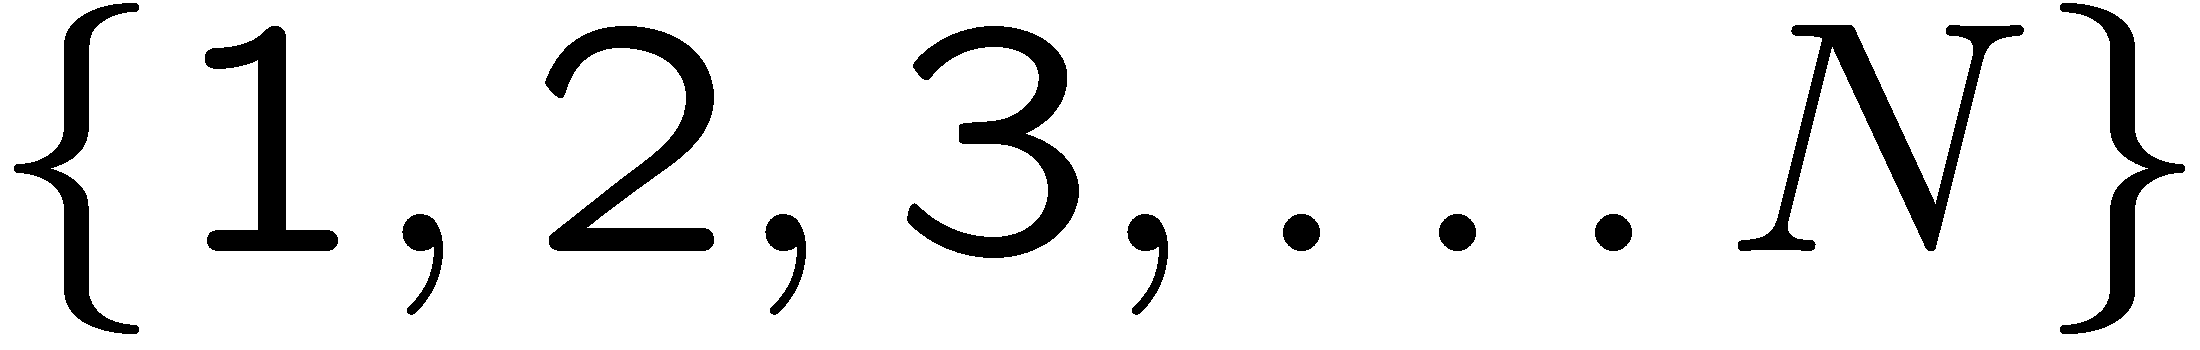 {1, 2, 3, . . . N}